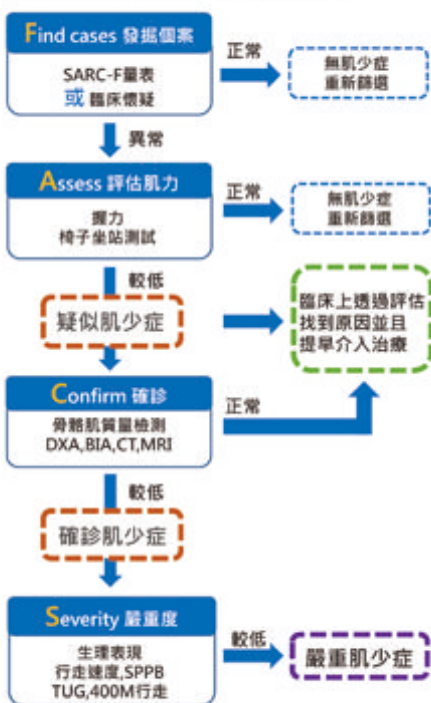 Find cases 發掘個案
SARC-F量表
或 臨床懷疑
正常
無肌少症
重新篩選
異常
Assess 評估肌力
握力
椅子坐站測試
正常
無肌少症
重新篩選
較低
疑似肌少症
臨床上透過評估
找到原因並且
提早介入治療
Confirm 確診
骨骼肌質量檢測
DXA,BIA,CT,MRI
正常
較低
確診肌少症
Severity 嚴重度
生理表現
行走速度,SPPB
TUG,400M行走
較低
嚴重肌少症